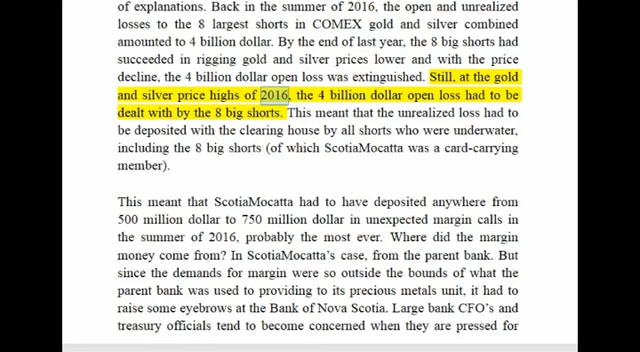 of explanations. Back in the summer of 2016, the open and unrealized
losses to the 8 largest shorts in COMEX gold and silver combined
amounted to 4 billion dollar. By the end of last year, the 8 big shorts had
succeeded in rigging gold and silver prices lower and with the price
decline, the 4 billion dollar open loss was extinguished. Still, at the gold
and silver price highs of 2016, the 4 billion dollar open loss had to be
dealt with by the 8 big shorts. This meant that the unrealized loss had to
be deposited with the clearing house by all shorts who were underwater,
including the 8 big shorts (of which ScotiaMocatta was a card-carrying
member).
This meant that ScotiaMocatta had to have deposited anywhere from
500 million dollar to 750 million dollar in unexpected margin calls in
the summer of 2016, probably the most ever. Where did the margin
money come from? In ScotiaMocatta's case, from the parent bank. But
since the demands for margin were so outside the bounds of what the
parent bank was used to providing to its precious metals unit, it had to
raise some eyebrows at the Bank of Nova Scotia. Large bank CFO's and
treasury officials tend to become concerned when they are pressed for